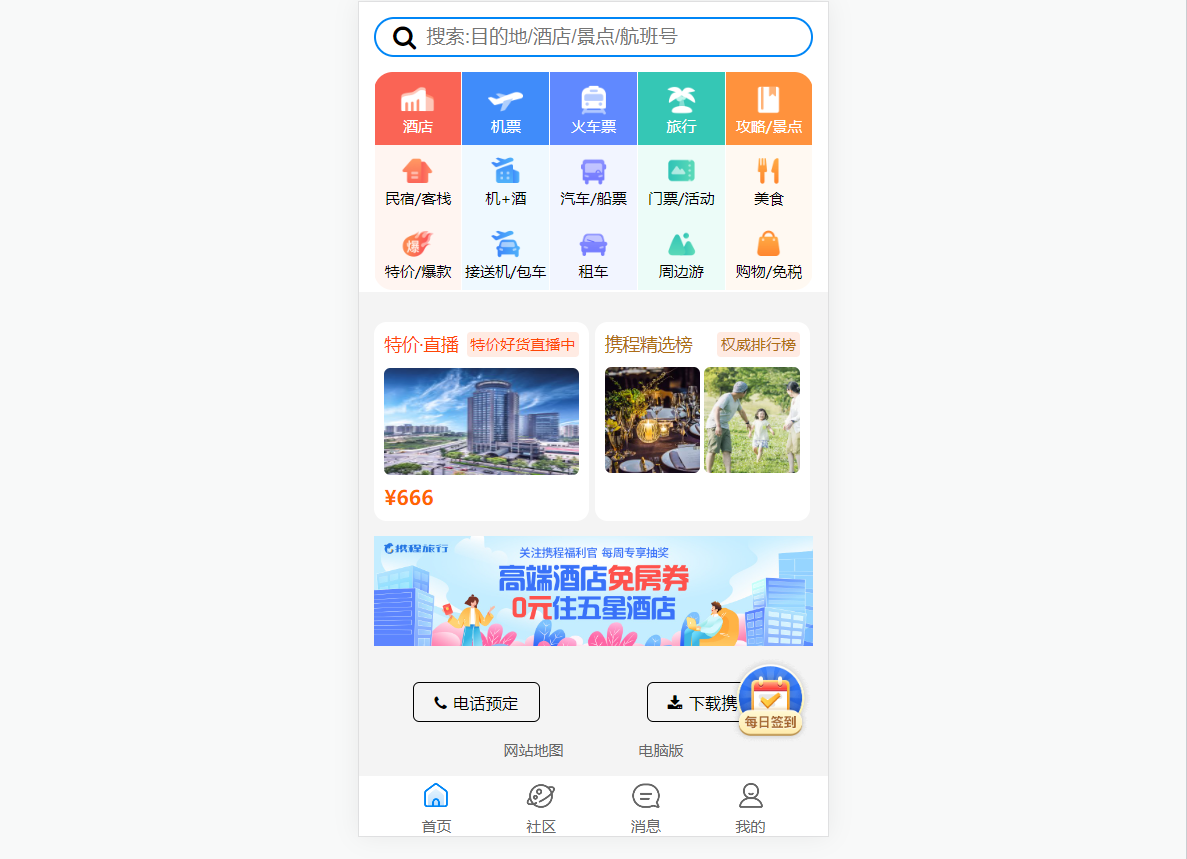 搜索:目的地/酒店/景点/航班号
酒店 机票 火车票 旅行 攻略/景点
民宿/客栈 机+酒 汽车/船票 门票/活动 美食
爆
特价/爆款 接送机/包车 租车 周边游 购物/免税
特价·直播 特价好货直播中 携程精选榜 权威排行榜
¥666
携程旅行
关注携程福利官 每周专享抽奖
高端酒店免房券
0元住五星酒店
电话预定 下载携
每日签到
网站地图 电脑版
首页 社区 消息 我的